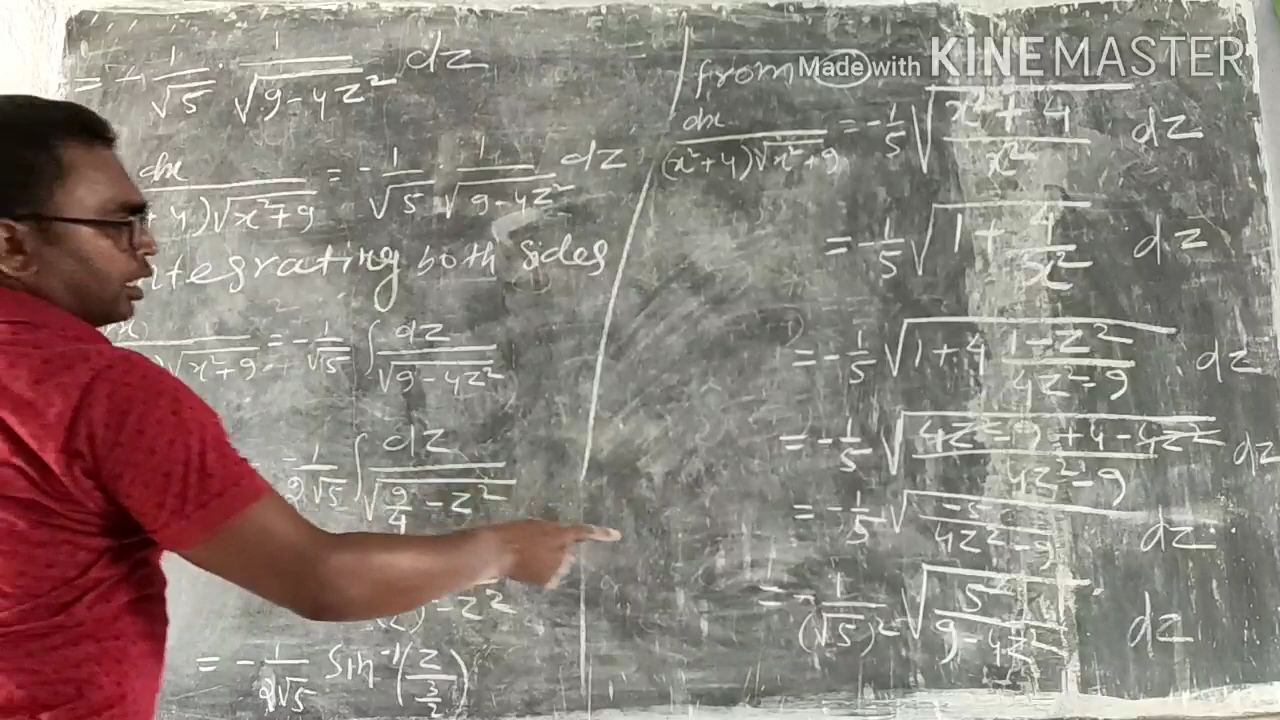 Made with KINEMASTER
= - 1/√5 · 1/√(9-4z²) dz
dx/(+4)√(x²+9) = - 1/√5 · 1/√(9-4z²) dz
ntegrating both sides
1/√(x²+9) = - 1/√5 ∫ dz/√(9-4z²)
- 1/(2√5) ∫ dz/√(9/4 - z²)
- z²
= - 1/(2√5) Sin⁻¹(z/(3/2))
from
dx/((x²+4)√(x²+9)) = - 1/5 √((x²+4)/x²) dz
= - 1/5 √(1+ 4/x²) dz
= - 1/5 √(1+4 (1-z²)/(4z²-9)) dz
= - 1/5 √((4z²-9+4-4z²)/(4z²-9)) dz
= - 1/5 √(-5/(4z²-9)) dz
= - 1/(√5)² √(5/(9-4z²)) dz